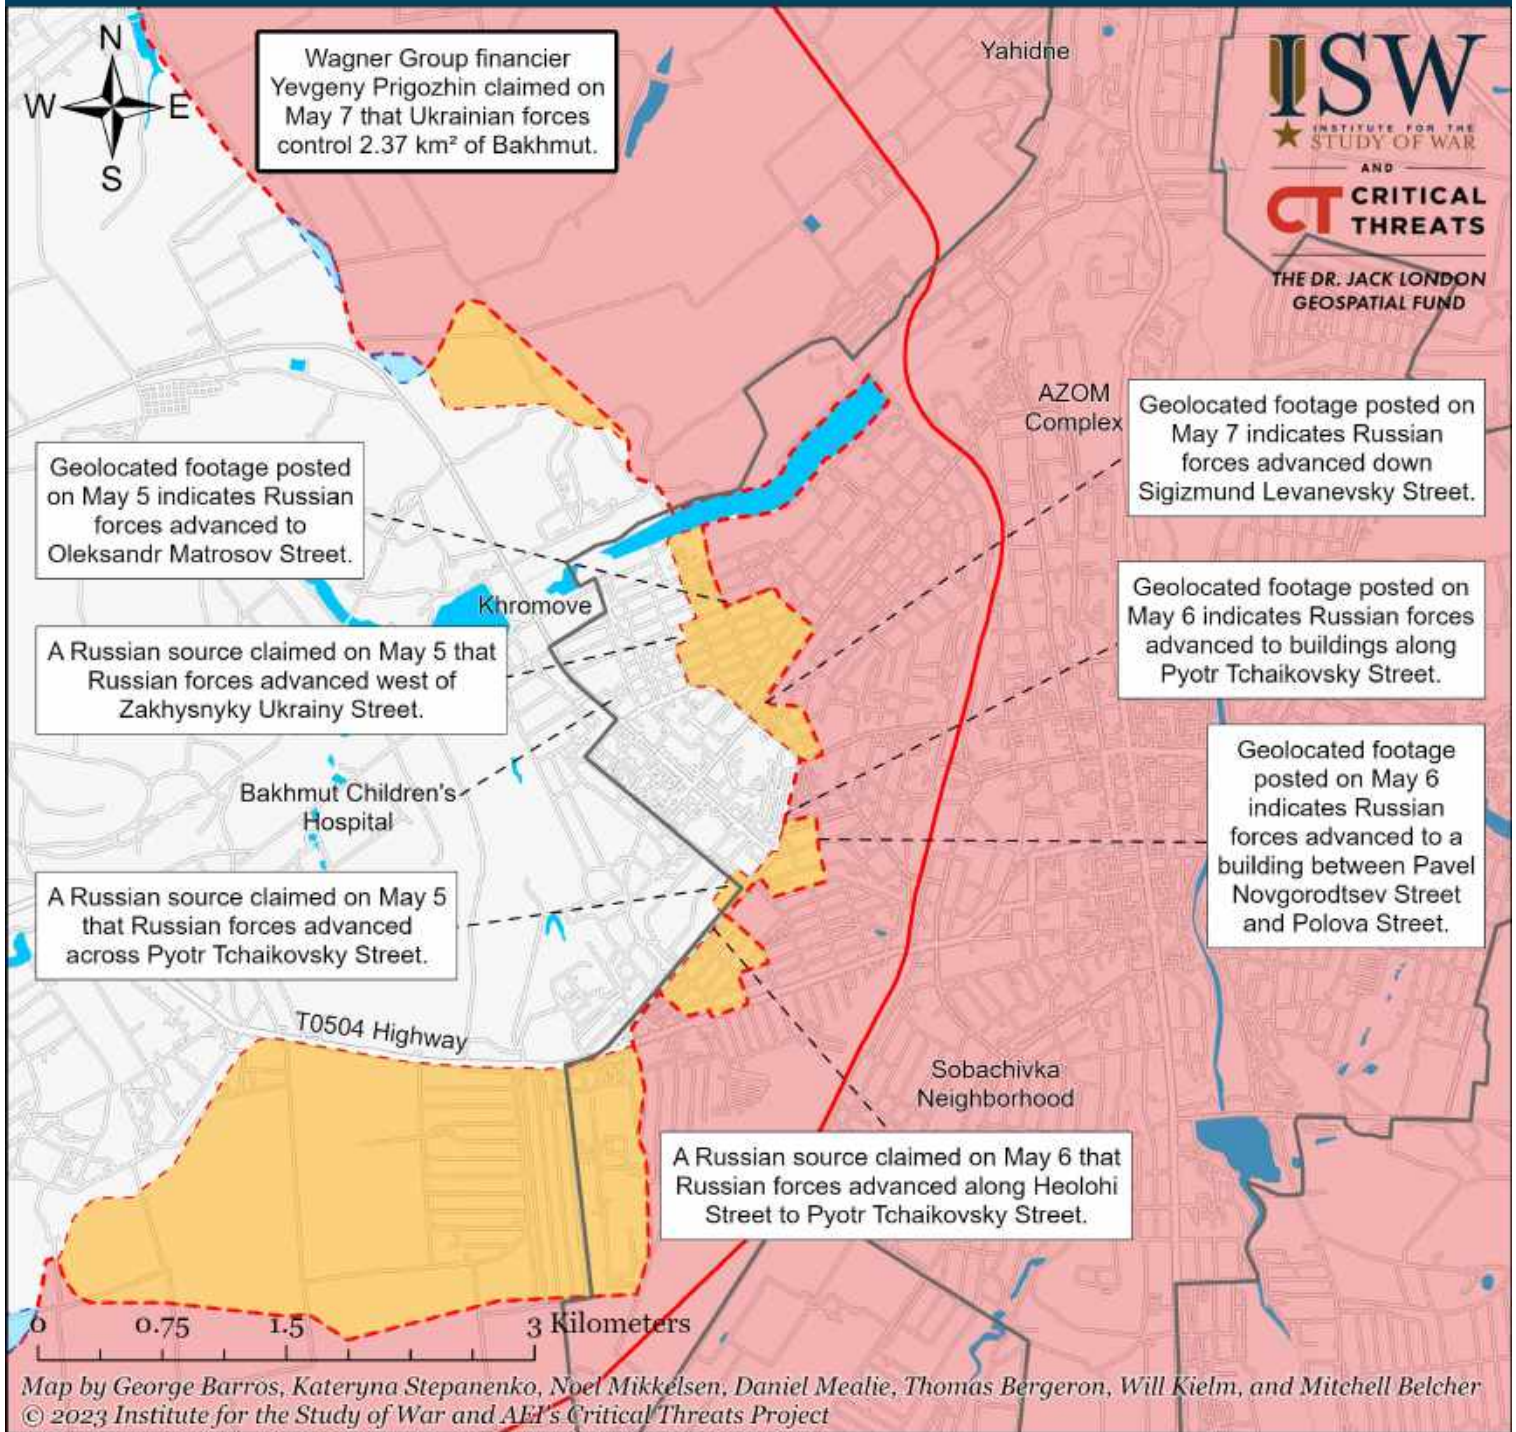 N
W
E
S
Wagner Group financier
Yevgeny Prigozhin claimed on
May 7 that Ukrainian forces
control 2.37 km² of Bakhmut.
Yahidne
ISW
INSTITUTE FOR THE
STUDY OF WAR
AND
CT CRITICAL
THREATS
THE DR. JACK LONDON
GEOSPATIAL FUND
AZOM
Complex
Geolocated footage posted on
May 7 indicates Russian
forces advanced down
Sigizmund Levanevsky Street.
Geolocated footage posted
on May 5 indicates Russian
forces advanced to
Oleksandr Matrosov Street.
Geolocated footage posted on
May 6 indicates Russian forces
advanced to buildings along
Pyotr Tchaikovsky Street.
Khromove
A Russian source claimed on May 5 that
Russian forces advanced west of
Zakhysnyky Ukrainy Street.
Geolocated footage
posted on May 6
indicates Russian
forces advanced to a
building between Pavel
Novgorodtsev Street
and Polova Street.
Bakhmut Children's
Hospital
A Russian source claimed on May 5
that Russian forces advanced
across Pyotr Tchaikovsky Street.
T0504 Highway
Sobachivka
Neighborhood
A Russian source claimed on May 6 that
Russian forces advanced along Heolohi
Street to Pyotr Tchaikovsky Street.
0 0.75 1.5 3 Kilometers
Map by George Barros, Kateryna Stepanenko, Noel Mikkelsen, Daniel Mealie, Thomas Bergeron, Will Kielm, and Mitchell Belcher
© 2023 Institute for the Study of War and AEI's Critical Threats Project